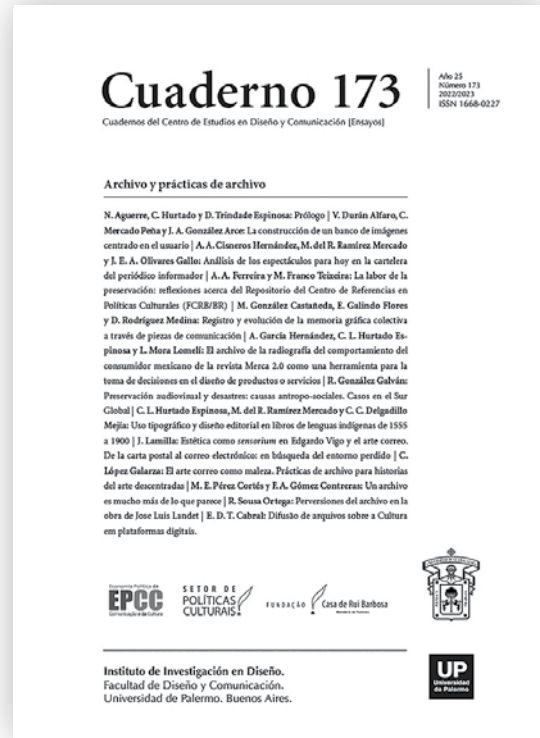 Cuaderno 173
Año 25
Número 173
2022/2023
ISSN 1668-0227
Cuadernos del Centro de Estudios en Diseño y Comunicación [Ensayos]
Archivo y prácticas de archivo
N. Aguerre, C. Hurtado y D. Trindade Espinosa: Prólogo | V. Durán Alfaro, C.
Mercado Peña y J. A. González Arce: La construcción de un banco de imágenes
centrado en el usuario | A. A. Cisneros Hernández, M. del R. Ramírez Mercado
y J. E. A. Olivares Gallo: Análisis de los espectáculos para hoy en la cartelera
del periódico informador | A. A. Ferreira y M. Franco Teixeira: La labor de la
preservación: reflexiones acerca del Repositorio del Centro de Referencias en
Políticas Culturales (FCRB/BR) | M. González Castañeda, E. Galindo Flores
y D. Rodríguez Medina: Registro y evolución de la memoria gráfica colectiva
a través de piezas de comunicación | A. García Hernández, C. L. Hurtado Es-
pinosa y L. Mora Lomelí: El archivo de la radiografía del comportamiento del
consumidor mexicano de la revista Merca 2.0 como una herramienta para la
toma de decisiones en el diseño de productos o servicios | R. González Galván:
Preservación audiovisual y desastres: causas antropo-sociales. Casos en el Sur
Global | C. L. Hurtado Espinosa, M. del R. Ramírez Mercado y C. C. Delgadillo
Mejía: Uso tipográfico y diseño editorial en libros de lenguas indígenas de 1555
a 1900 | J. Lamilla: Estética como sensorium en Edgardo Vigo y el arte correo.
De la carta postal al correo electrónico: en búsqueda del entorno perdido | C.
López Galarza: El arte correo como maleza. Prácticas de archivo para historias
del arte descentradas | M. E. Pérez Cortés y F. A. Gómez Contreras: Un archivo
es mucho más de lo que parece | R. Sousa Ortega: Perversiones del archivo en la
obra de Jose Luis Landet | E. D. T. Cabral: Difusão de arquivos sobre a Cultura
em plataformas digitais.
Economia Política da
EPCC
Comunicação e da Cultura
SETOR DE
POLÍTICAS
CULTURAIS
FUNDAÇÃO Casa de Rui Barbosa
Instituto de Investigación en Diseño.
Facultad de Diseño y Comunicación.
Universidad de Palermo. Buenos Aires.
UP
Universidad
de Palermo